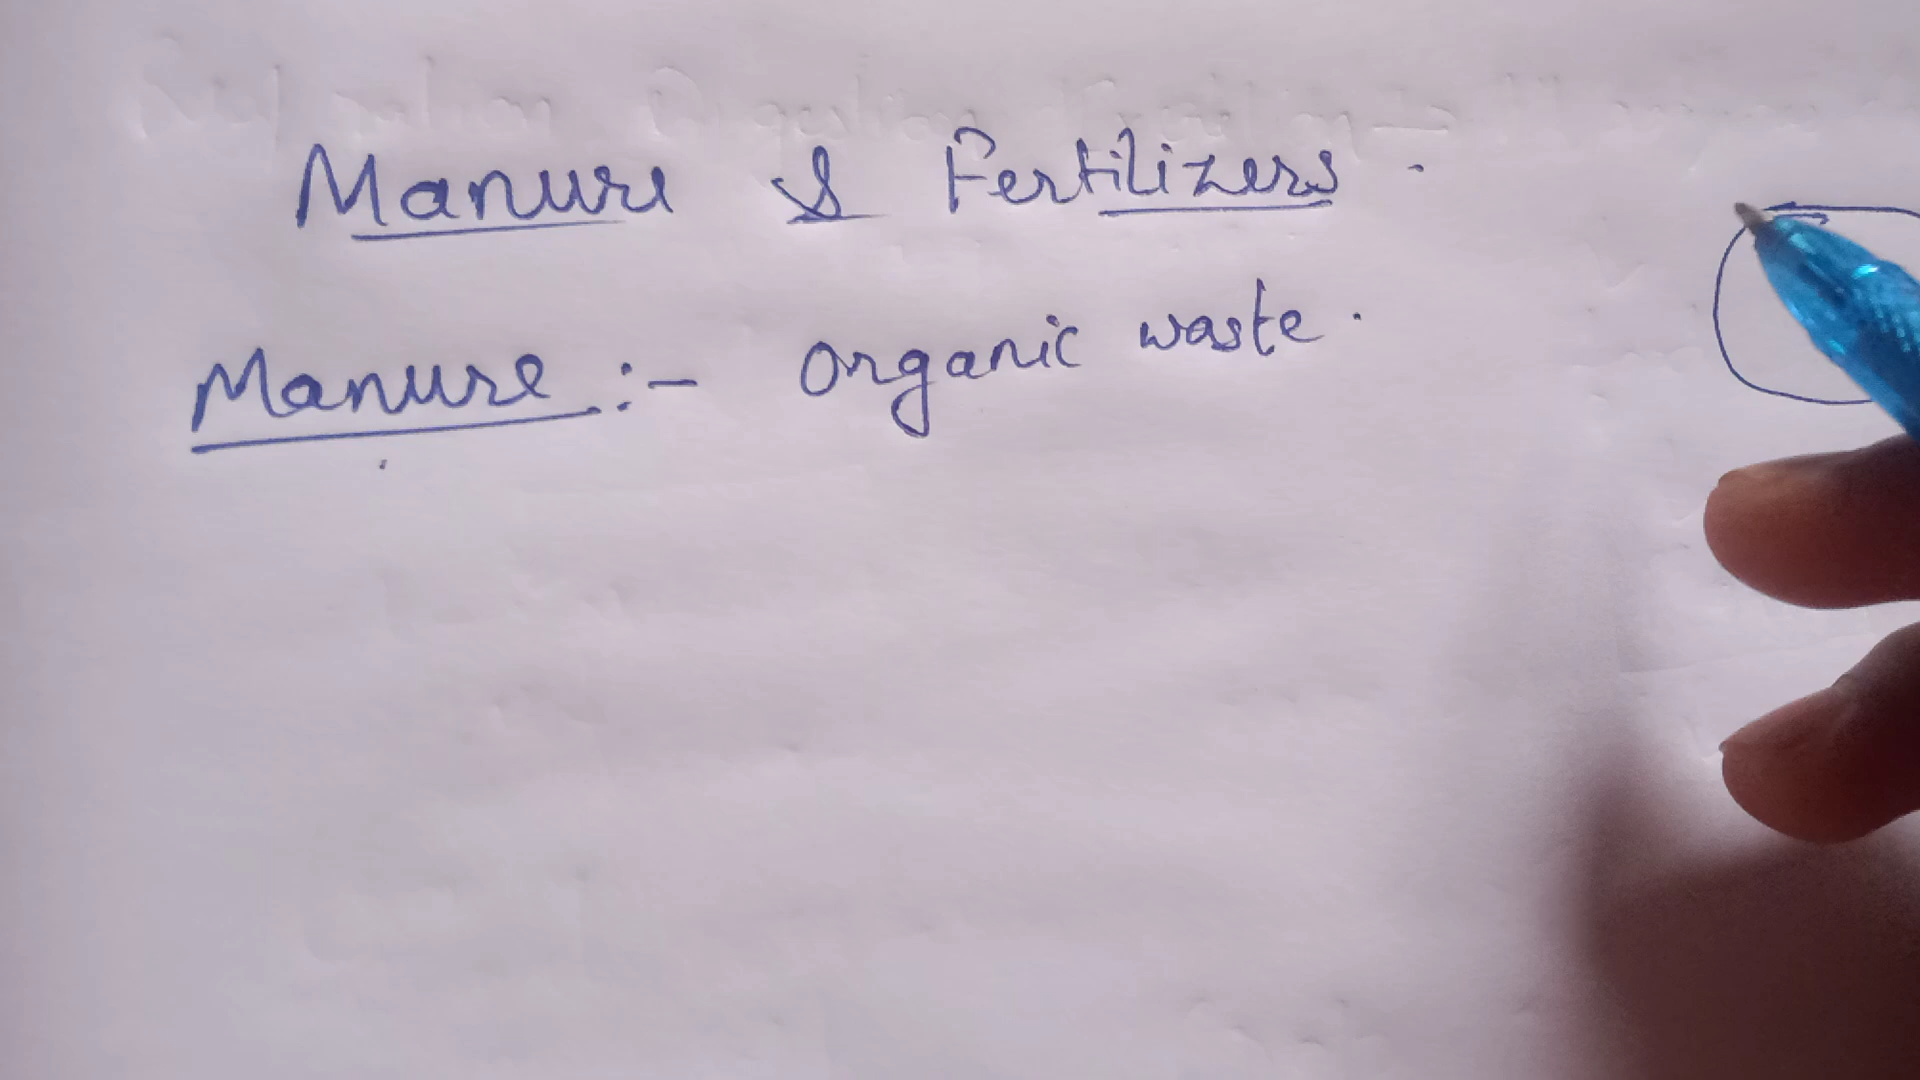 Manure & Fertilizers.
Manure :- Organic waste.